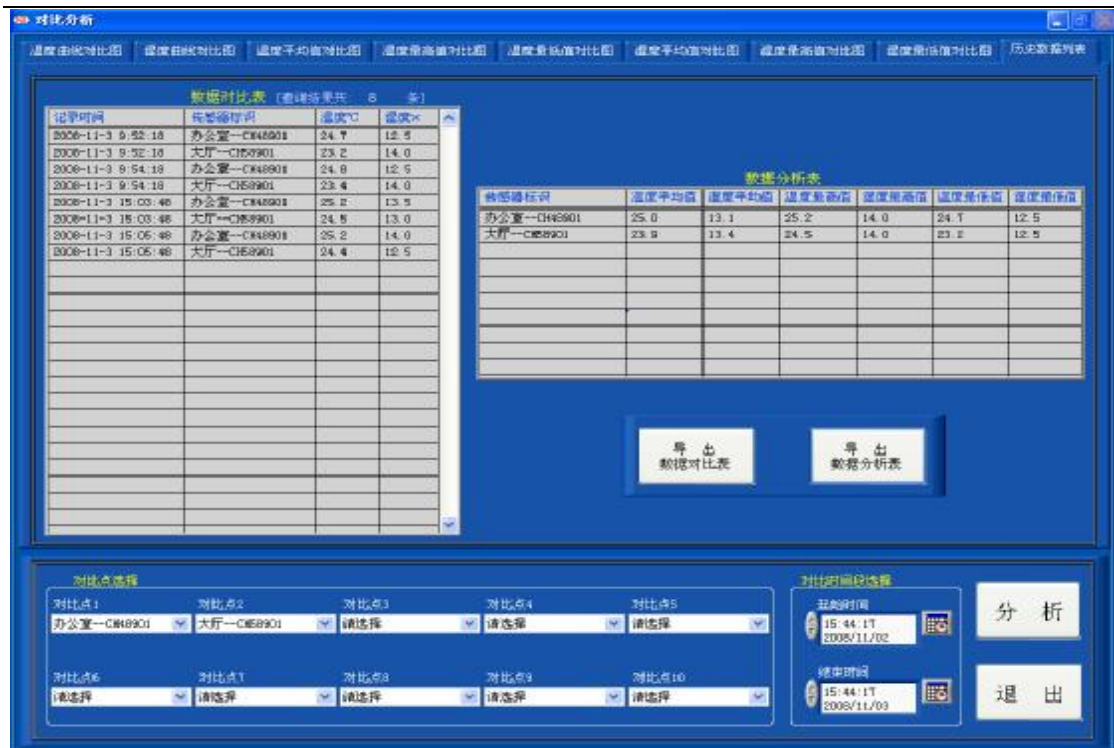 对比分析
温度曲线对比图 湿度曲线对比图 温度平均值对比图 温度最高值对比图 温度最低值对比图 湿度平均值对比图 湿度最高值对比图 湿度最低值对比图 历史数据列表
数据对比表 [查询结果共 8 条]
记录时间 传感器标识 温度℃ 湿度%
2008-11-3 9:52:18 办公室--CH48901 24.7 12.5
2008-11-3 9:52:18 大厅--CH58901 23.2 14.0
2008-11-3 9:54:18 办公室--CH48901 24.8 12.5
2008-11-3 9:54:18 大厅--CH58901 23.4 14.0
2008-11-3 15:03:48 办公室--CH48901 25.2 13.5
2008-11-3 15:03:48 大厅--CH58901 24.5 13.0
2008-11-3 15:05:48 办公室--CH48901 25.2 14.0
2008-11-3 15:05:48 大厅--CH58901 24.4 12.5
数据分析表
传感器标识 温度平均值 湿度平均值 温度最高值 湿度最高值 温度最低值 湿度最低值
办公室--CH48901 25.0 13.1 25.2 14.0 24.7 12.5
大厅--CH58901 23.9 13.4 24.5 14.0 23.2 12.5
导 出
数据对比表
导 出
数据分析表
对比点选择
对比点1 对比点2 对比点3 对比点4 对比点5
办公室--CH48901 大厅--CH58901 请选择 请选择 请选择
对比点6 对比点7 对比点8 对比点9 对比点10
请选择 请选择 请选择 请选择 请选择
对比时间段选择
起始时间
15:44:17
2008/11/02
结束时间
15:44:17
2008/11/03
分 析
退 出